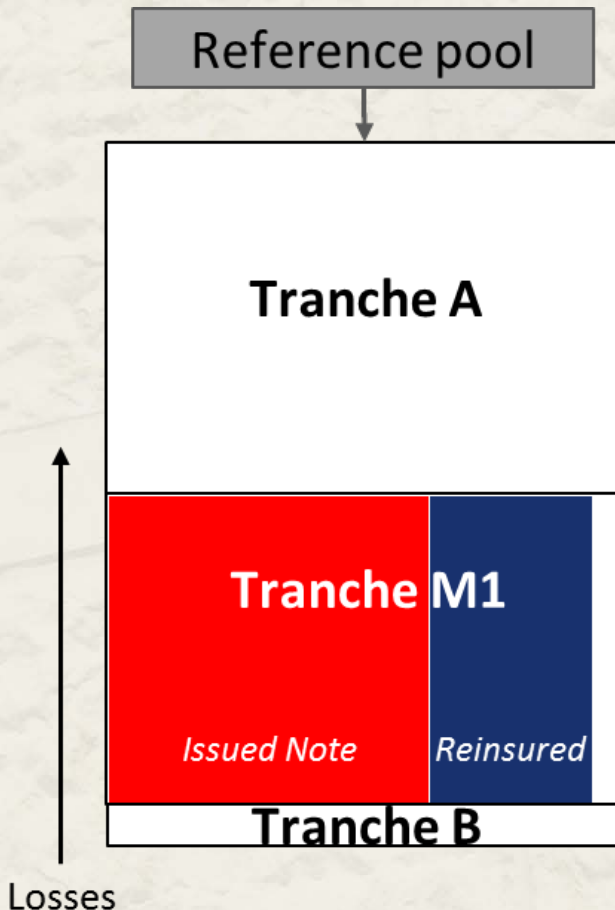 Reference pool
Tranche A
Tranche M1
Issued Note Reinsured
Tranche B
Losses